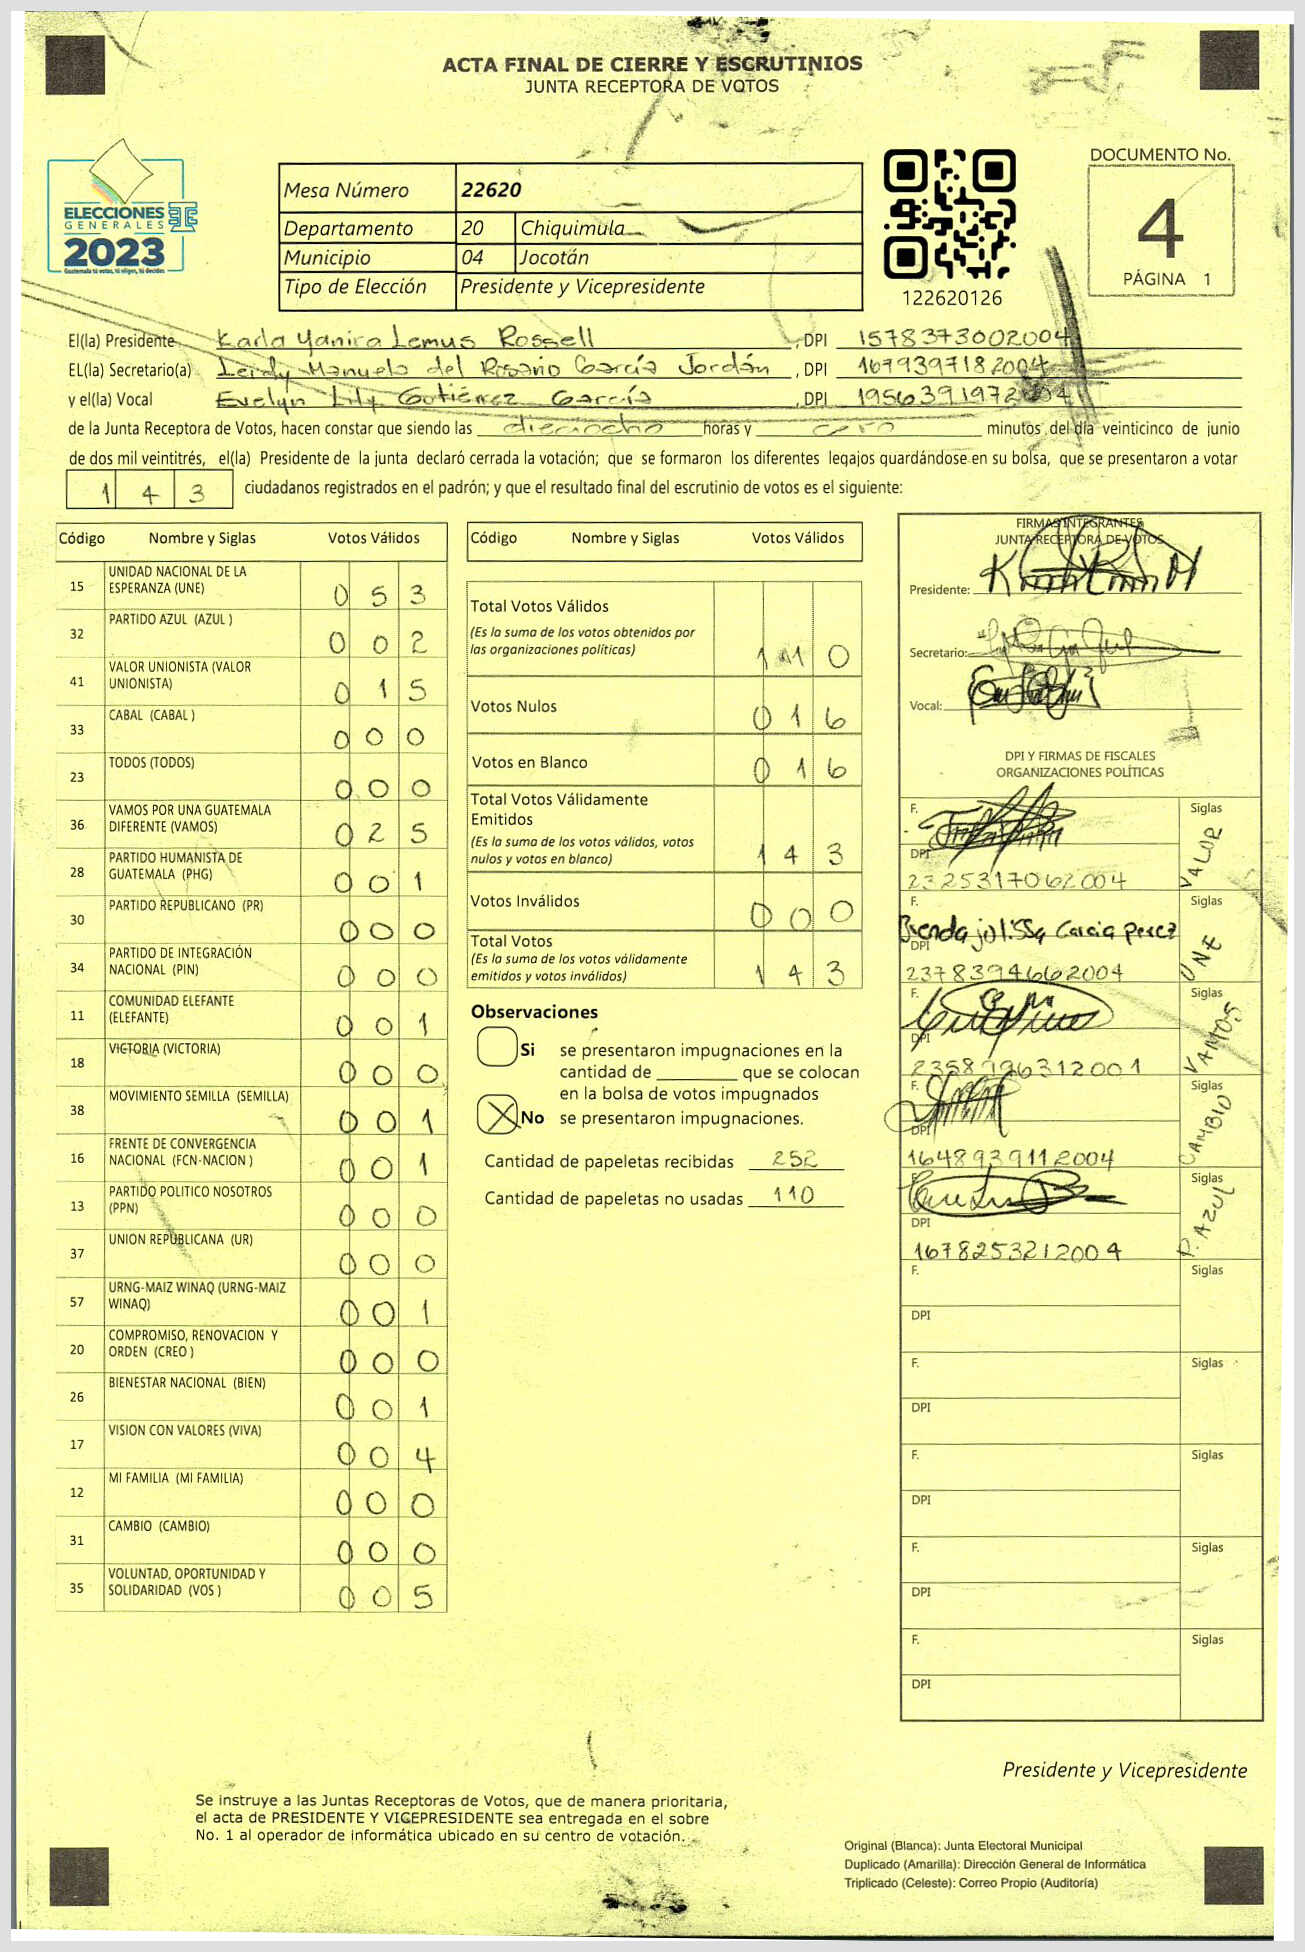 ACTA FINAL DE CIERRE Y ESCRUTINIOS
JUNTA RECEPTORA DE VOTOS
ELECCIONES
GENERALES
2023
Guatemala tú votas, tú eliges, tú decides
Mesa Número 22620
Departamento 20 Chiquimula
Municipio 04 Jocotán
Tipo de Elección Presidente y Vicepresidente
122620126
DOCUMENTO No.
4
PÁGINA 1
El(la) Presidente Karla Yanira Lemus Rossell, DPI 1578373002004
EL(la) Secretario(a) Leidy Manuela del Rosario García Jordán, DPI 1679397182004
y el(la) Vocal Evelyn Lily Gutiérrez García, DPI 1956391972004
de la Junta Receptora de Votos, hacen constar que siendo las dieciocho horas y cero minutos del día veinticinco de junio
de dos mil veintitrés, el(la) Presidente de la junta declaró cerrada la votación; que se formaron los diferentes legajos guardándose en su bolsa, que se presentaron a votar
1 4 3 ciudadanos registrados en el padrón; y que el resultado final del escrutinio de votos es el siguiente:
Código Nombre y Siglas Votos Válidos
15 UNIDAD NACIONAL DE LA
ESPERANZA (UNE) 0 5 3
32 PARTIDO AZUL (AZUL ) 0 0 2
41 VALOR UNIONISTA (VALOR
UNIONISTA) 0 1 5
33 CABAL (CABAL ) 0 0 0
23 TODOS (TODOS) 0 0 0
36 VAMOS POR UNA GUATEMALA
DIFERENTE (VAMOS) 0 2 5
28 PARTIDO HUMANISTA DE
GUATEMALA (PHG) 0 0 1
30 PARTIDO REPUBLICANO (PR) 0 0 0
34 PARTIDO DE INTEGRACIÓN
NACIONAL (PIN) 0 0 0
11 COMUNIDAD ELEFANTE
(ELEFANTE) 0 0 1
18 VICTORIA (VICTORIA) 0 0 0
38 MOVIMIENTO SEMILLA (SEMILLA) 0 0 1
16 FRENTE DE CONVERGENCIA
NACIONAL (FCN-NACION ) 0 0 1
13 PARTIDO POLITICO NOSOTROS
(PPN) 0 0 0
37 UNION REPUBLICANA (UR) 0 0 0
57 URNG-MAIZ WINAQ (URNG-MAIZ
WINAQ) 0 0 1
20 COMPROMISO, RENOVACION Y
ORDEN (CREO ) 0 0 0
26 BIENESTAR NACIONAL (BIEN) 0 0 1
17 VISION CON VALORES (VIVA) 0 0 4
12 MI FAMILIA (MI FAMILIA) 0 0 0
31 CAMBIO (CAMBIO) 0 0 0
35 VOLUNTAD, OPORTUNIDAD Y
SOLIDARIDAD (VOS ) 0 0 5
Código Nombre y Siglas Votos Válidos
Total Votos Válidos
(Es la suma de los votos obtenidos por
las organizaciones políticas) 1 1 0
Votos Nulos 0 1 6
Votos en Blanco 0 1 6
Total Votos Válidamente
Emitidos
(Es la suma de los votos válidos, votos
nulos y votos en blanco) 1 4 3
Votos Inválidos 0 0 0
Total Votos
(Es la suma de los votos válidamente
emitidos y votos inválidos) 1 4 3
Observaciones
Si se presentaron impugnaciones en la
cantidad de ________ que se colocan
en la bolsa de votos impugnados
No se presentaron impugnaciones.
Cantidad de papeletas recibidas 252
Cantidad de papeletas no usadas 110
FIRMAS INTEGRANTES
JUNTA RECEPTORA DE VOTOS
Presidente:
Secretario:
Vocal:
DPI Y FIRMAS DE FISCALES
ORGANIZACIONES POLÍTICAS
F. Siglas
DPI VALOR
2325317062004
F. Siglas
Brenda julissa Garcia perez
DPI UNE
2378394662004
F. Siglas
DPI VAMOS
2358996312001
F. Siglas
DPI CAMBIO
1648939112004
Siglas
DPI P. AZUL
1678253212004
F. Siglas
DPI
F. Siglas
DPI
F. Siglas
DPI
F. Siglas
DPI
F. Siglas
DPI
Presidente y Vicepresidente
Se instruye a las Juntas Receptoras de Votos, que de manera prioritaria,
el acta de PRESIDENTE Y VICEPRESIDENTE sea entregada en el sobre
No. 1 al operador de informática ubicado en su centro de votación.
Original (Blanca): Junta Electoral Municipal
Duplicado (Amarilla): Dirección General de Informática
Triplicado (Celeste): Correo Propio (Auditoría)